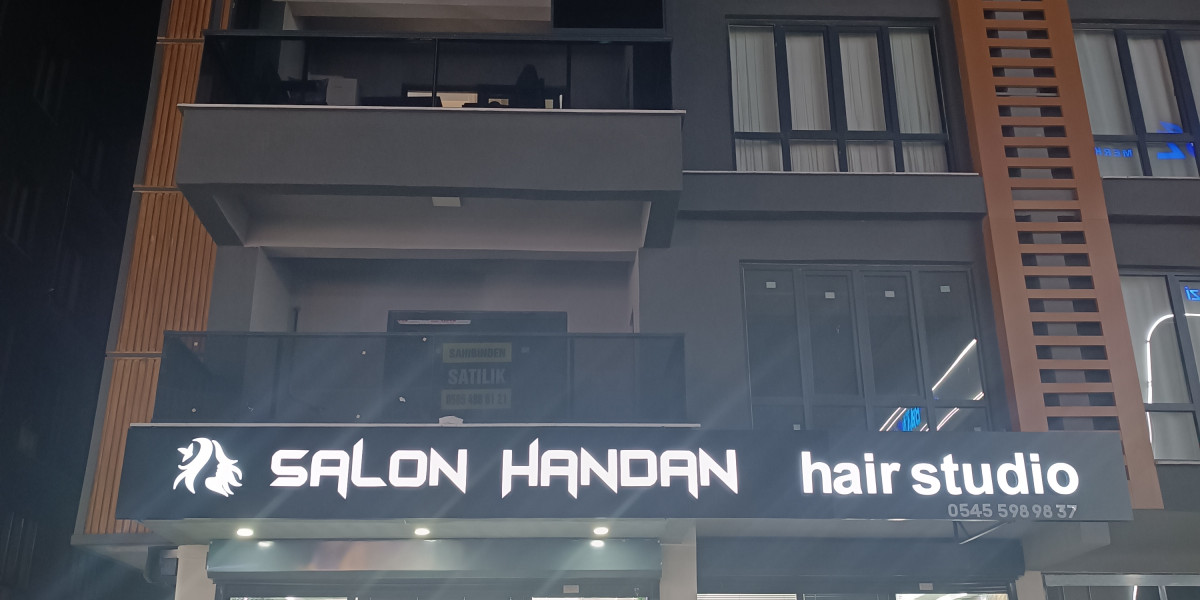 SAHİBİNDEN
SATILIK
SALON HANDAN hair studio
0545 598 98 37